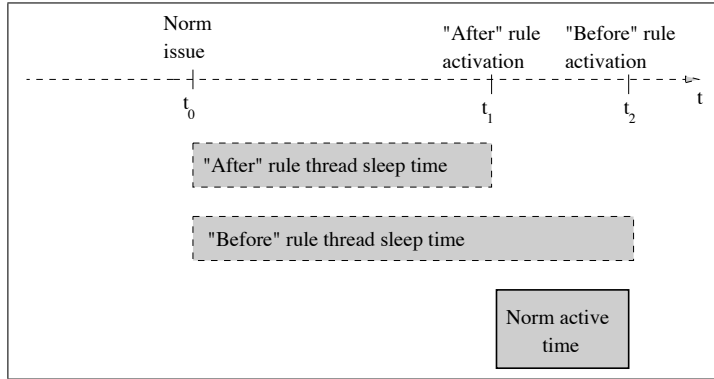 Norm
issue
"After" rule
activation
"Before" rule
activation
t0
t1
t2
t
"After" rule thread sleep time
"Before" rule thread sleep time
Norm active
time